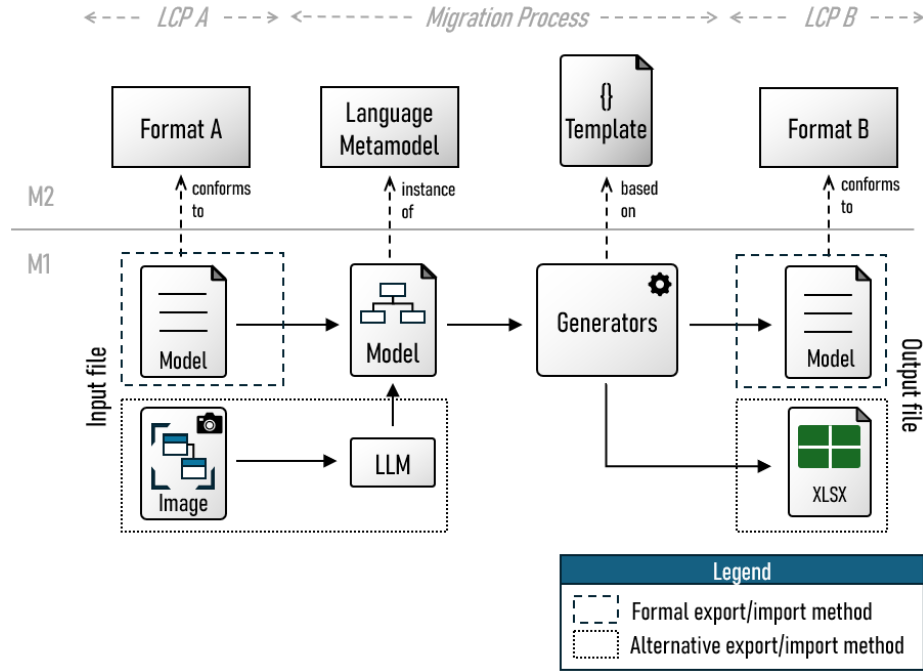 LCP A
Migration Process
LCP B
Format A
Language
Metamodel
{}
Template
Format B
M2
conforms
to
instance
of
based
on
conforms
to
M1
Input file
Model
Model
Generators
Model
Output file
Image
LLM
XLSX
Legend
Formal export/import method
Alternative export/import method